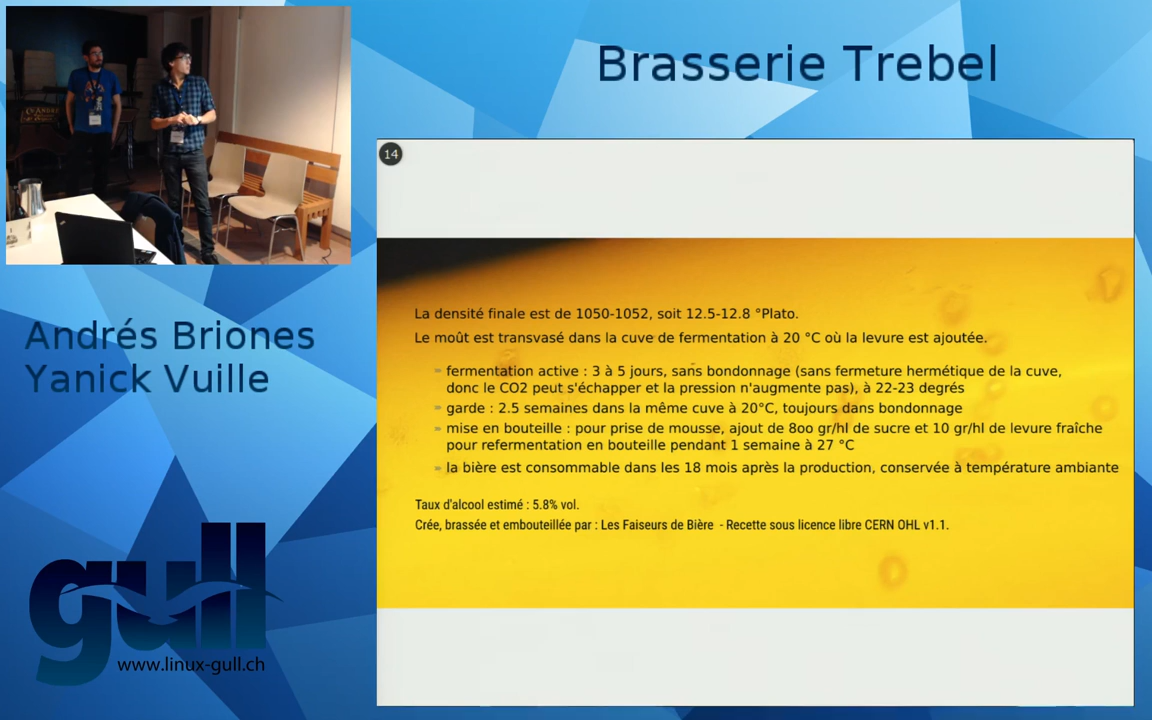 Brasserie Trebel
14
La densité finale est de 1050-1052, soit 12.5-12.8 °Plato.
Le moût est transvasé dans la cuve de fermentation à 20 °C où la levure est ajoutée.
fermentation active : 3 à 5 jours, sans bondonnage (sans fermeture hermétique de la cuve,
donc le CO2 peut s'échapper et la pression n'augmente pas), à 22-23 degrés
garde : 2.5 semaines dans la même cuve à 20°C, toujours dans bondonnage
mise en bouteille : pour prise de mousse, ajout de 8oo gr/hl de sucre et 10 gr/hl de levure fraîche
pour refermentation en bouteille pendant 1 semaine à 27 °C
la bière est consommable dans les 18 mois après la production, conservée à température ambiante
Taux d'alcool estimé : 5.8% vol.
Crée, brassée et embouteillée par : Les Faiseurs de Bière - Recette sous licence libre CERN OHL v1.1.
Andrés Briones
Yanick Vuille
gull
www.linux-gull.ch